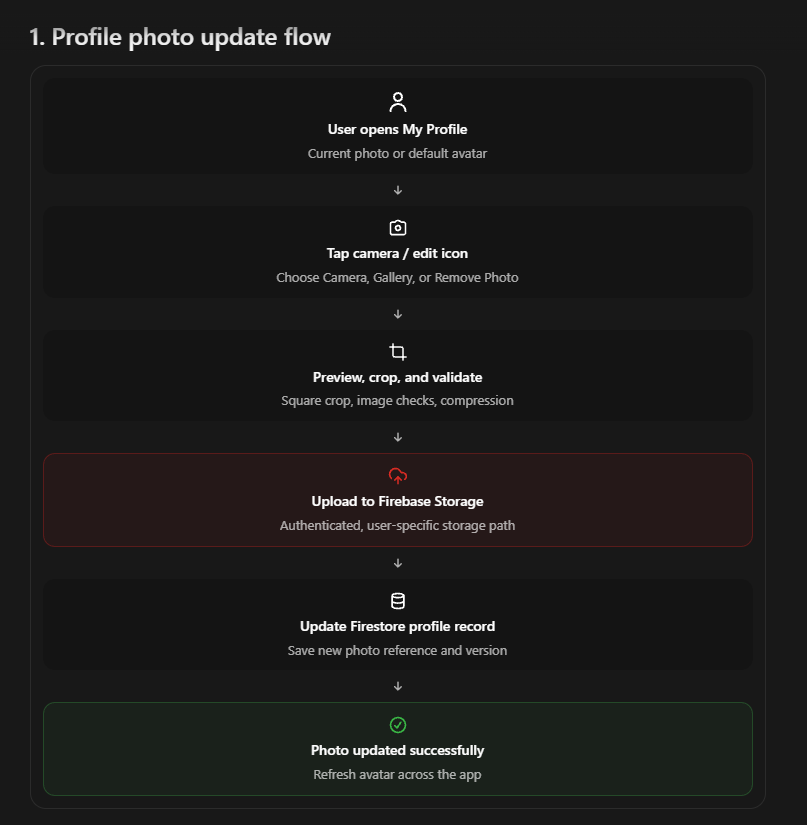 1. Profile photo update flow
User opens My Profile
Current photo or default avatar
Tap camera / edit icon
Choose Camera, Gallery, or Remove Photo
Preview, crop, and validate
Square crop, image checks, compression
Upload to Firebase Storage
Authenticated, user-specific storage path
Update Firestore profile record
Save new photo reference and version
Photo updated successfully
Refresh avatar across the app